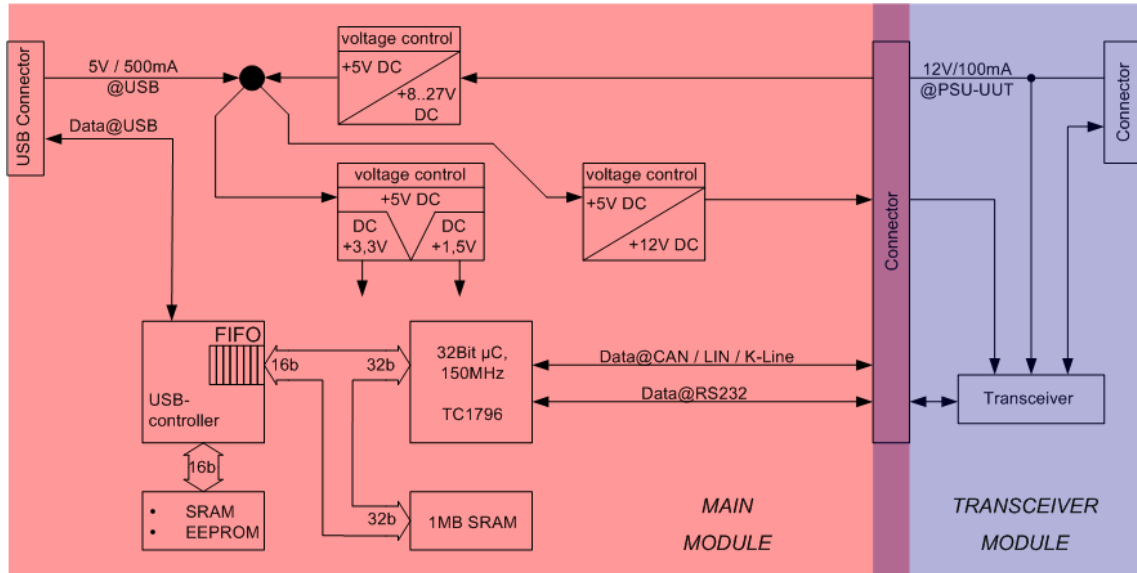 USB Connector
5V / 500mA
@USB
Data@USB
voltage control
+5V DC
+8..27V
DC
12V/100mA
@PSU-UUT
Connector
voltage control
+5V DC
DC
+3,3V
DC
+1,5V
voltage control
+5V DC
+12V DC
Connector
FIFO
USB-
controller
16b
32b
32Bit µC,
150MHz
TC1796
Data@CAN / LIN / K-Line
Data@RS232
Transceiver
16b
• SRAM
• EEPROM
32b
1MB SRAM
MAIN
MODULE
TRANSCEIVER
MODULE